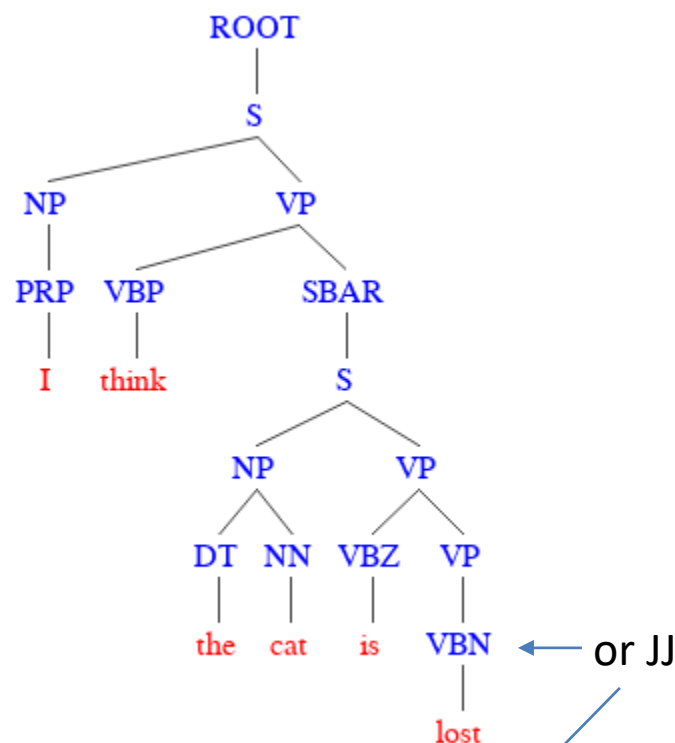 ROOT
S
NP VP
PRP VBP SBAR
I think S
NP VP
DT NN VBZ VP
the cat is VBN or JJ
lost